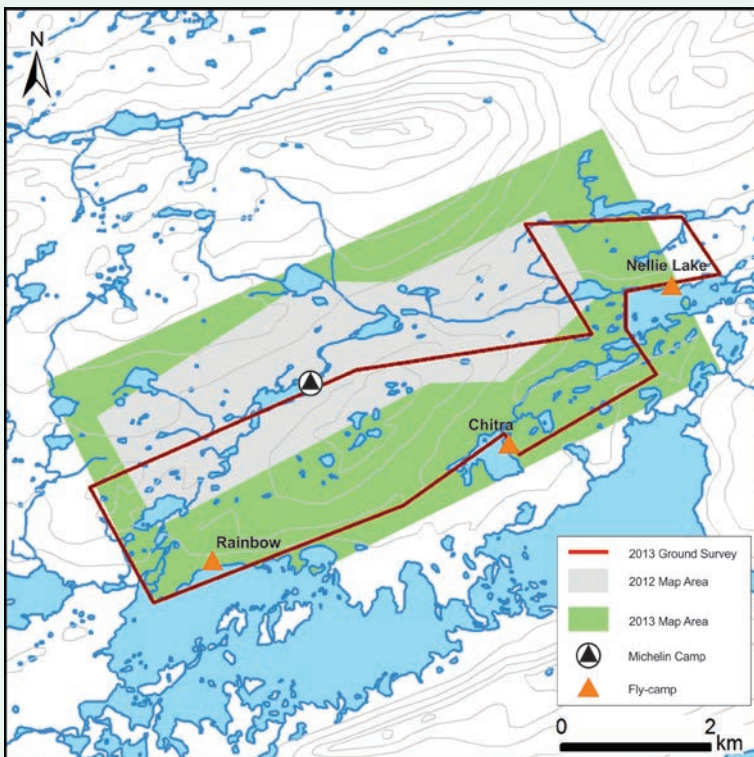 N
Nellie Lake
Chitra
Rainbow
2013 Ground Survey
2012 Map Area
2013 Map Area
Michelin Camp
Fly-camp
0 2
km